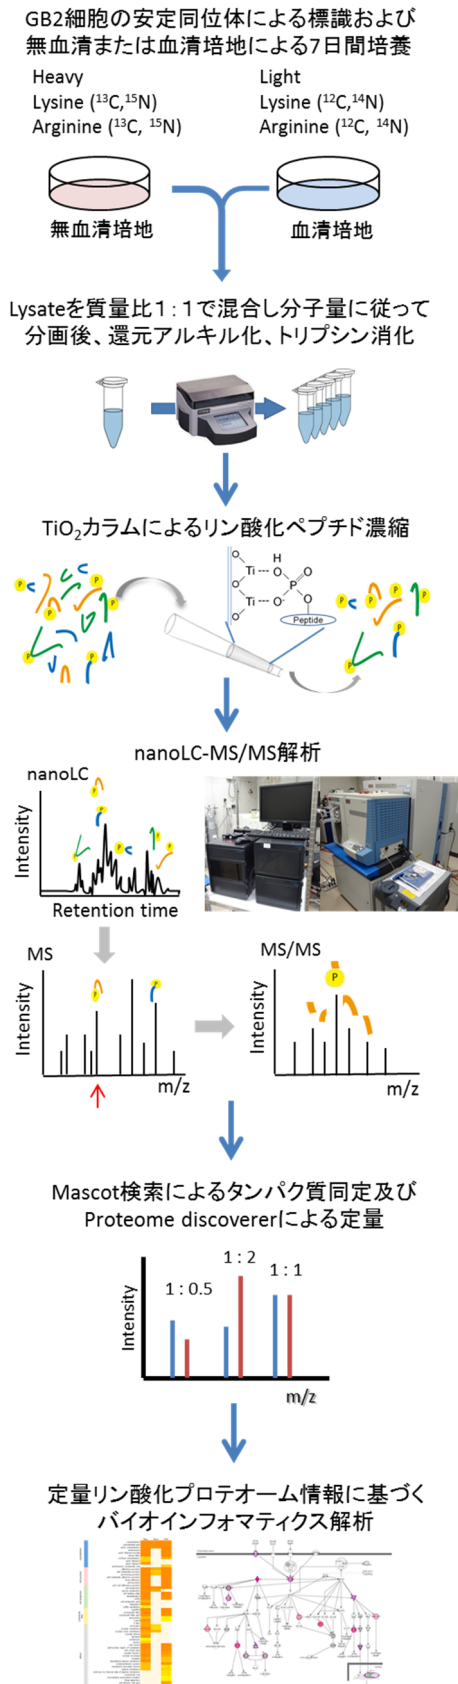 GB2細胞の安定同位体による標識および
無血清または血清培地による7日間培養
Heavy
Lysine (¹³C,¹⁵N)
Arginine (¹³C, ¹⁵N)
Light
Lysine (¹²C,¹⁴N)
Arginine (¹²C, ¹⁴N)
無血清培地
血清培地
Lysateを質量比1：1で混合し分子量に従って
分画後、還元アルキル化、トリプシン消化
TiO₂カラムによるリン酸化ペプチド濃縮
P
P
P
P
P
P
O
Ti
O
Ti
O
H
O
O
P
O
O⁻
O
Peptide
P
P
P
P
P
nanoLC-MS/MS解析
nanoLC
Intensity
P
P
P
P
P
P
Retention time
MS
Intensity
P
P
m/z
MS/MS
Intensity
P
m/z
Mascot検索によるタンパク質同定及び
Proteome discovererによる定量
Intensity
1 : 0.5
1 : 2
1 : 1
m/z
定量リン酸化プロテオーム情報に基づく
バイオインフォマティクス解析